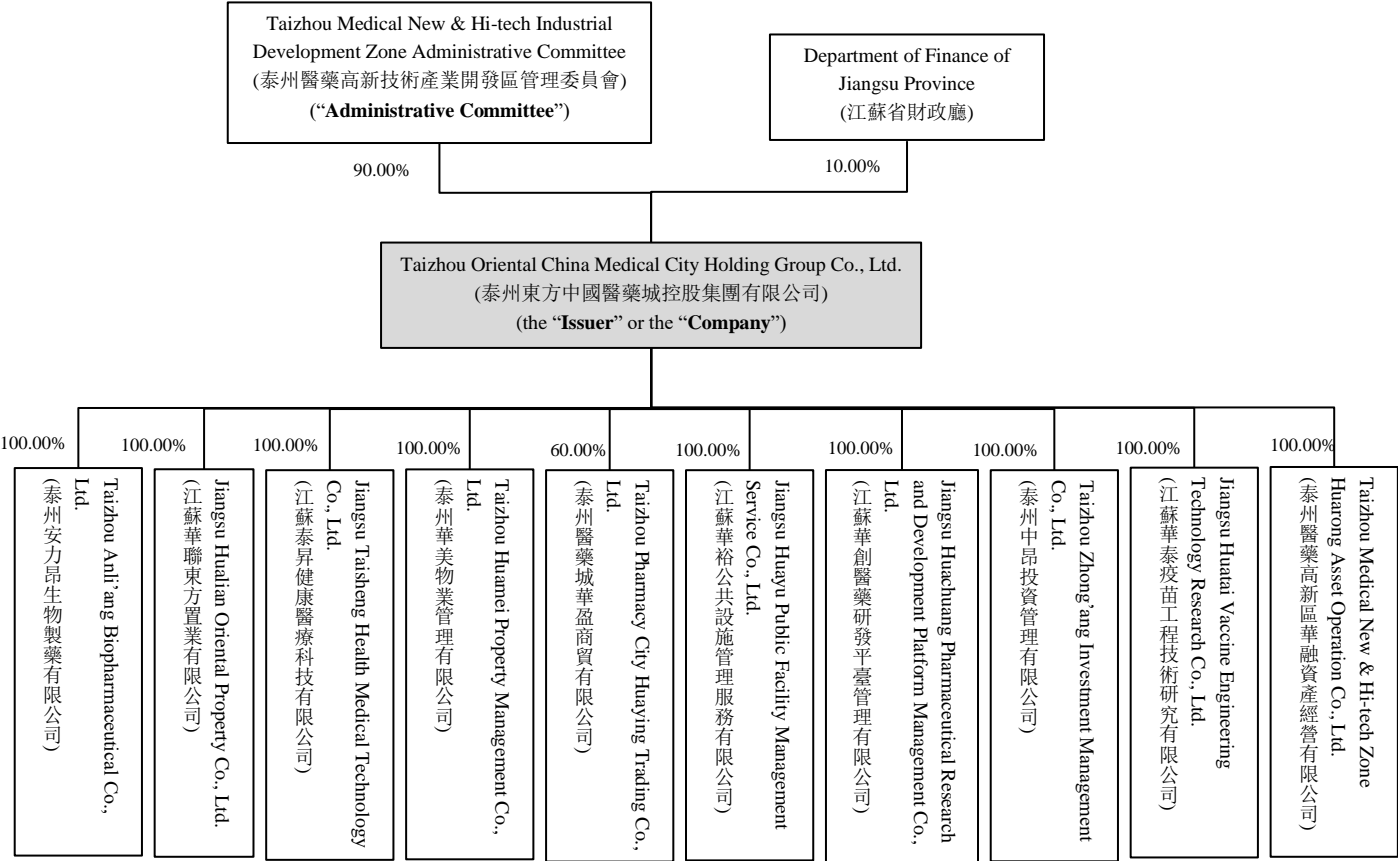 Taizhou Medical New & Hi-tech Industrial
Development Zone Administrative Committee
(泰州醫藥高新技術產業開發區管理委員會)
(“Administrative Committee”)
Department of Finance of
Jiangsu Province
(江蘇省財政廳)
90.00%
10.00%
Taizhou Oriental China Medical City Holding Group Co., Ltd.
(泰州東方中國醫藥城控股集團有限公司)
(the “Issuer” or the “Company”)
100.00%
Taizhou Anli’ang Biopharmaceutical Co.,
Ltd.
(泰州安力昂生物製藥有限公司)
100.00%
Jiangsu Hualian Oriental Property Co., Ltd.
(江蘇華聯東方置業有限公司)
100.00%
Jiangsu Taisheng Health Medical Technology
Co., Ltd.
(江蘇泰昇健康醫療科技有限公司)
100.00%
Taizhou Huamei Property Management Co.,
Ltd.
(泰州華美物業管理有限公司)
60.00%
Taizhou Pharmacy City Huaying Trading Co.,
Ltd.
(泰州醫藥城華盈商貿有限公司)
100.00%
Jiangsu Huayu Public Facility Management
Service Co., Ltd.
(江蘇華裕公共設施管理服務有限公司)
100.00%
Jiangsu Huachuang Pharmaceutical Research
and Development Platform Management Co.,
Ltd.
(江蘇華創醫藥研發平臺管理有限公司)
100.00%
Taizhou Zhong’ang Investment Management
Co., Ltd.
(泰州中昂投資管理有限公司)
100.00%
Jiangsu Huatai Vaccine Engineering
Technology Research Co., Ltd.
(江蘇華泰疫苗工程技術研究有限公司)
100.00%
Taizhou Medical New & Hi-tech Zone
Huarong Asset Operation Co., Ltd.
(泰州醫藥高新區華融資產經營有限公司)